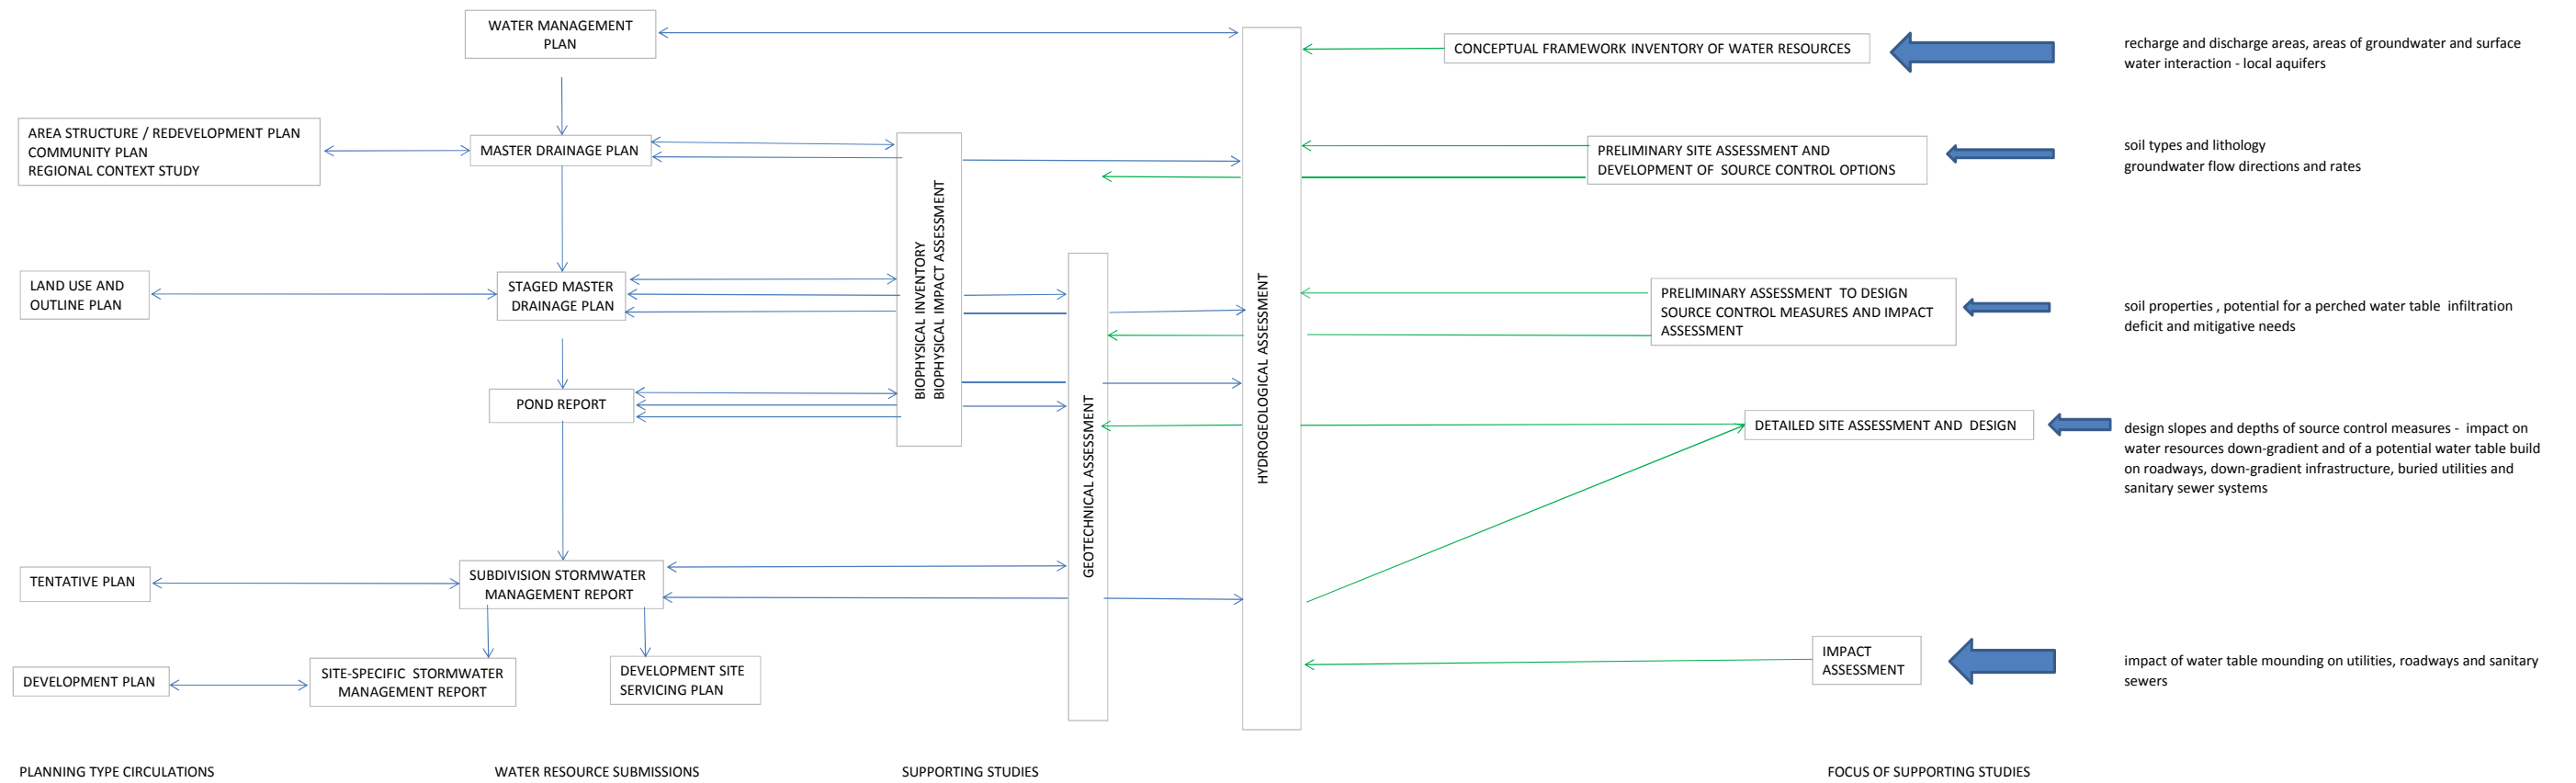 WATER MANAGEMENT
PLAN
CONCEPTUAL FRAMEWORK INVENTORY OF WATER RESOURCES
recharge and discharge areas, areas of groundwater and surface
water interaction - local aquifers
AREA STRUCTURE / REDEVELOPMENT PLAN
COMMUNITY PLAN
REGIONAL CONTEXT STUDY
MASTER DRAINAGE PLAN
PRELIMINARY SITE ASSESSMENT AND
DEVELOPMENT OF SOURCE CONTROL OPTIONS
soil types and lithology
groundwater flow directions and rates
BIOPHYSICAL INVENTORY
BIOPHYSICAL IMPACT ASSESSMENT
GEOTECHNICAL ASSESSMENT
HYDROGEOLOGICAL ASSESSMENT
LAND USE AND
OUTLINE PLAN
STAGED MASTER
DRAINAGE PLAN
PRELIMINARY ASSESSMENT TO DESIGN
SOURCE CONTROL MEASURES AND IMPACT
ASSESSMENT
soil properties , potential for a perched water table infiltration
deficit and mitigative needs
POND REPORT
DETAILED SITE ASSESSMENT AND DESIGN
design slopes and depths of source control measures - impact on
water resources down-gradient and of a potential water table build
on roadways, down-gradient infrastructure, buried utilities and
sanitary sewer systems
TENTATIVE PLAN
SUBDIVISION STORMWATER
MANAGEMENT REPORT
DEVELOPMENT PLAN
SITE-SPECIFIC STORMWATER
MANAGEMENT REPORT
DEVELOPMENT SITE
SERVICING PLAN
IMPACT
ASSESSMENT
impact of water table mounding on utilities, roadways and sanitary
sewers
PLANNING TYPE CIRCULATIONS
WATER RESOURCE SUBMISSIONS
SUPPORTING STUDIES
FOCUS OF SUPPORTING STUDIES